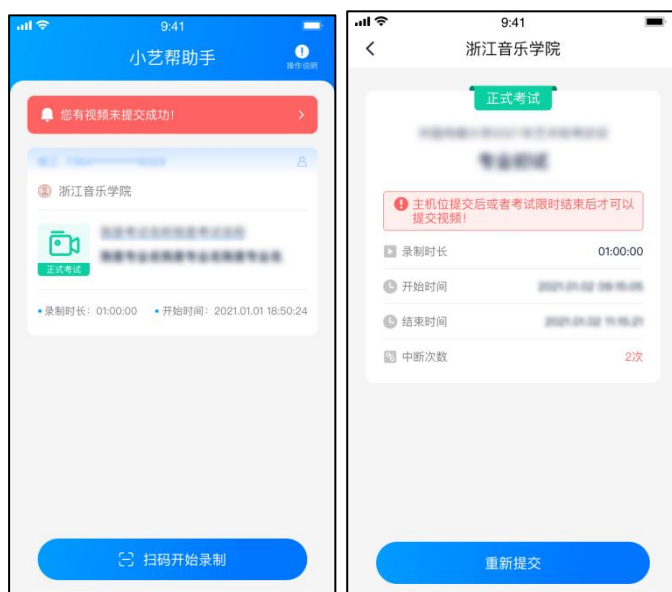 9:41
小艺帮助手
操作说明
您有视频未提交成功!
浙江音乐学院
正式考试
录制时长: 01:00:00
开始时间: 2021.01.01 18:50:24
扫码开始录制
9:41
浙江音乐学院
正式考试
主机位提交后或者考试限时结束后才可以
提交视频!
录制时长 01:00:00
开始时间
结束时间
中断次数 2次
重新提交